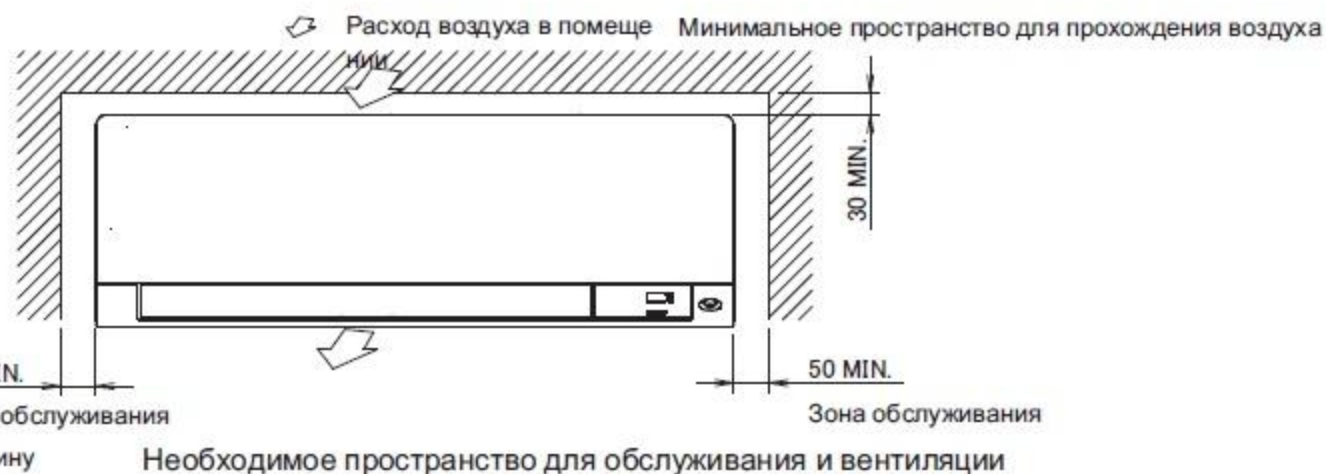 Расход воздуха в помеще
нии
Минимальное пространство для прохождения воздуха
30 MIN.
50 MIN.
Зона обслуживания
обслуживания
Необходимое пространство для обслуживания и вентиляции